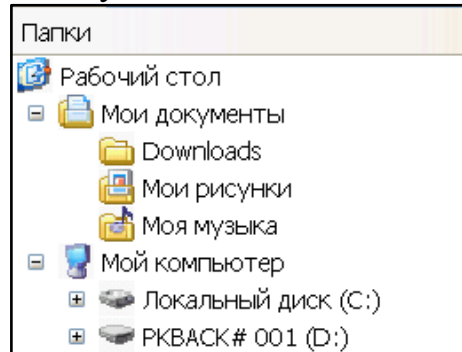 Папки
Рабочий стол
Мои документы
Downloads
Мои рисунки
Моя музыка
Мой компьютер
Локальный диск (C:)
PKBACK# 001 (D:)